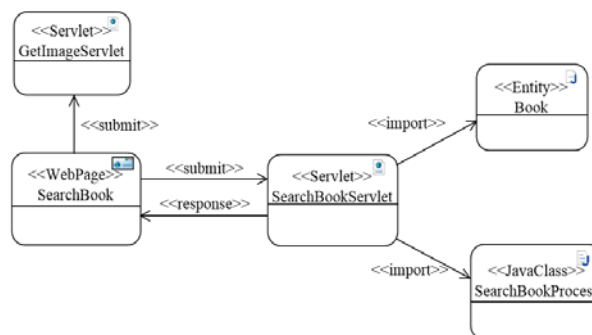 <<Servlet>>
GetImageServlet
<<submit>>
<<WebPage>>
SearchBook
<<submit>>
<<response>>
<<Servlet>>
SearchBookServlet
<<import>>
<<Entity>>
Book
<<import>>
<<JavaClass>>
SearchBookProces